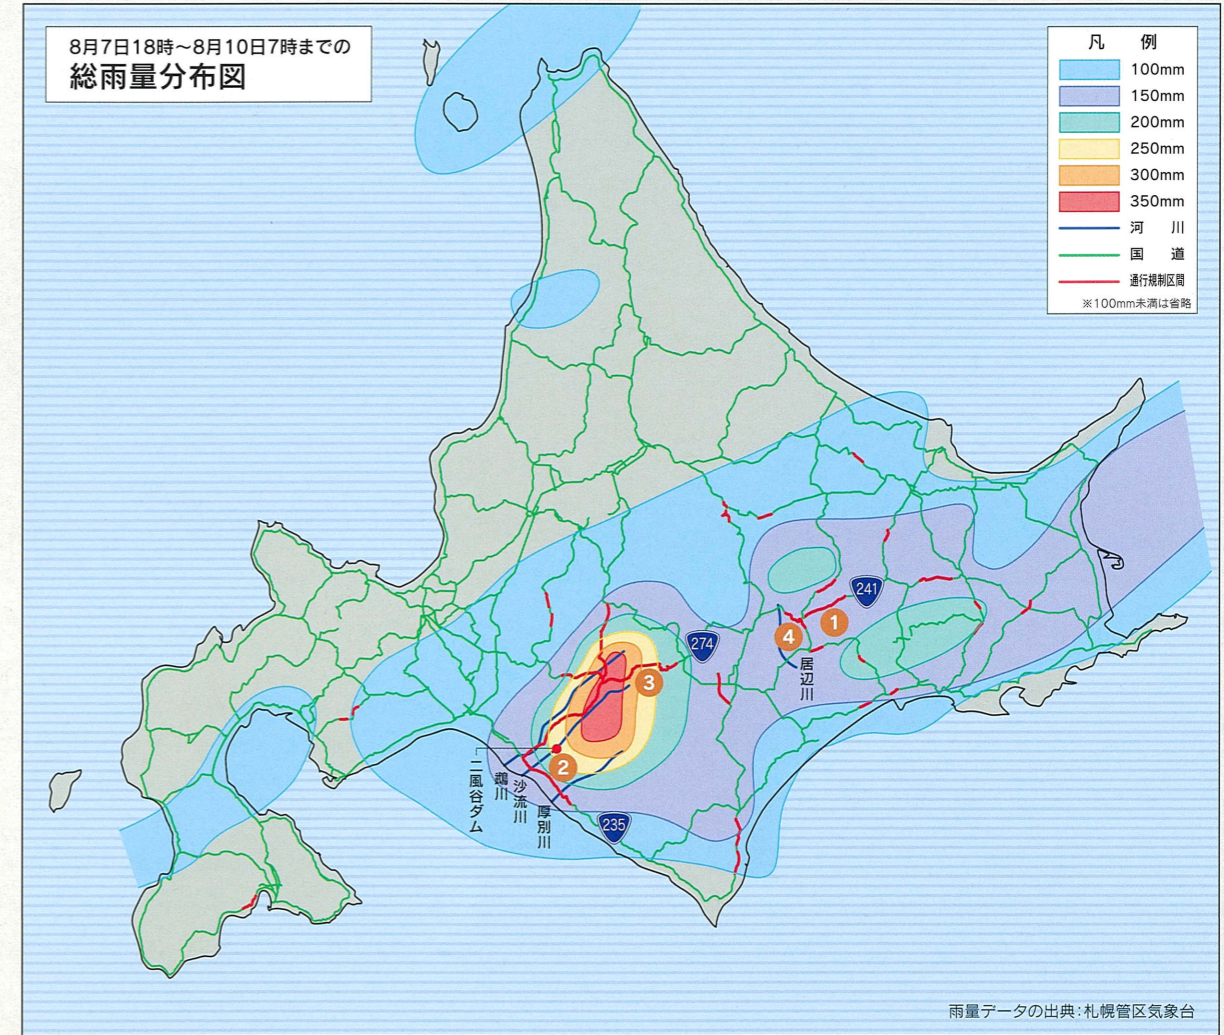 8月7日18時～8月10日7時までの
総雨量分布図
凡　例
100mm
150mm
200mm
250mm
300mm
350mm
河　川
国　道
通行規制区間
※100mm未満は省略
241
1
4
274
居辺川
3
2
二風谷ダム
鵡川
沙流川
厚別川
235
雨量データの出典:札幌管区気象台